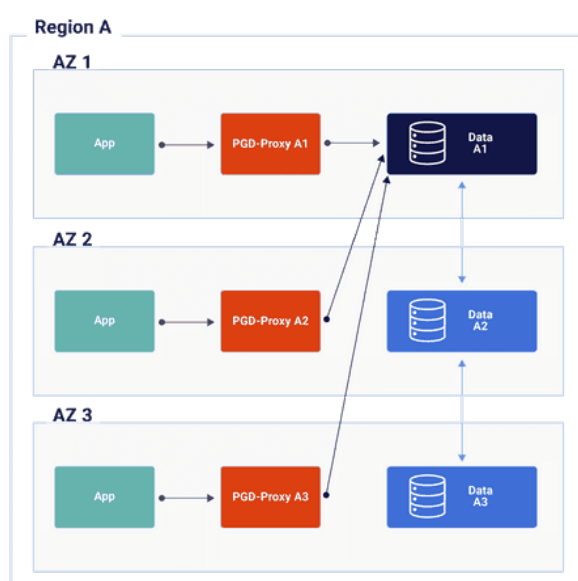 Region A
AZ 1
App
PGD-Proxy A1
Data
A1
AZ 2
App
PGD-Proxy A2
Data
A2
AZ 3
App
PGD-Proxy A3
Data
A3